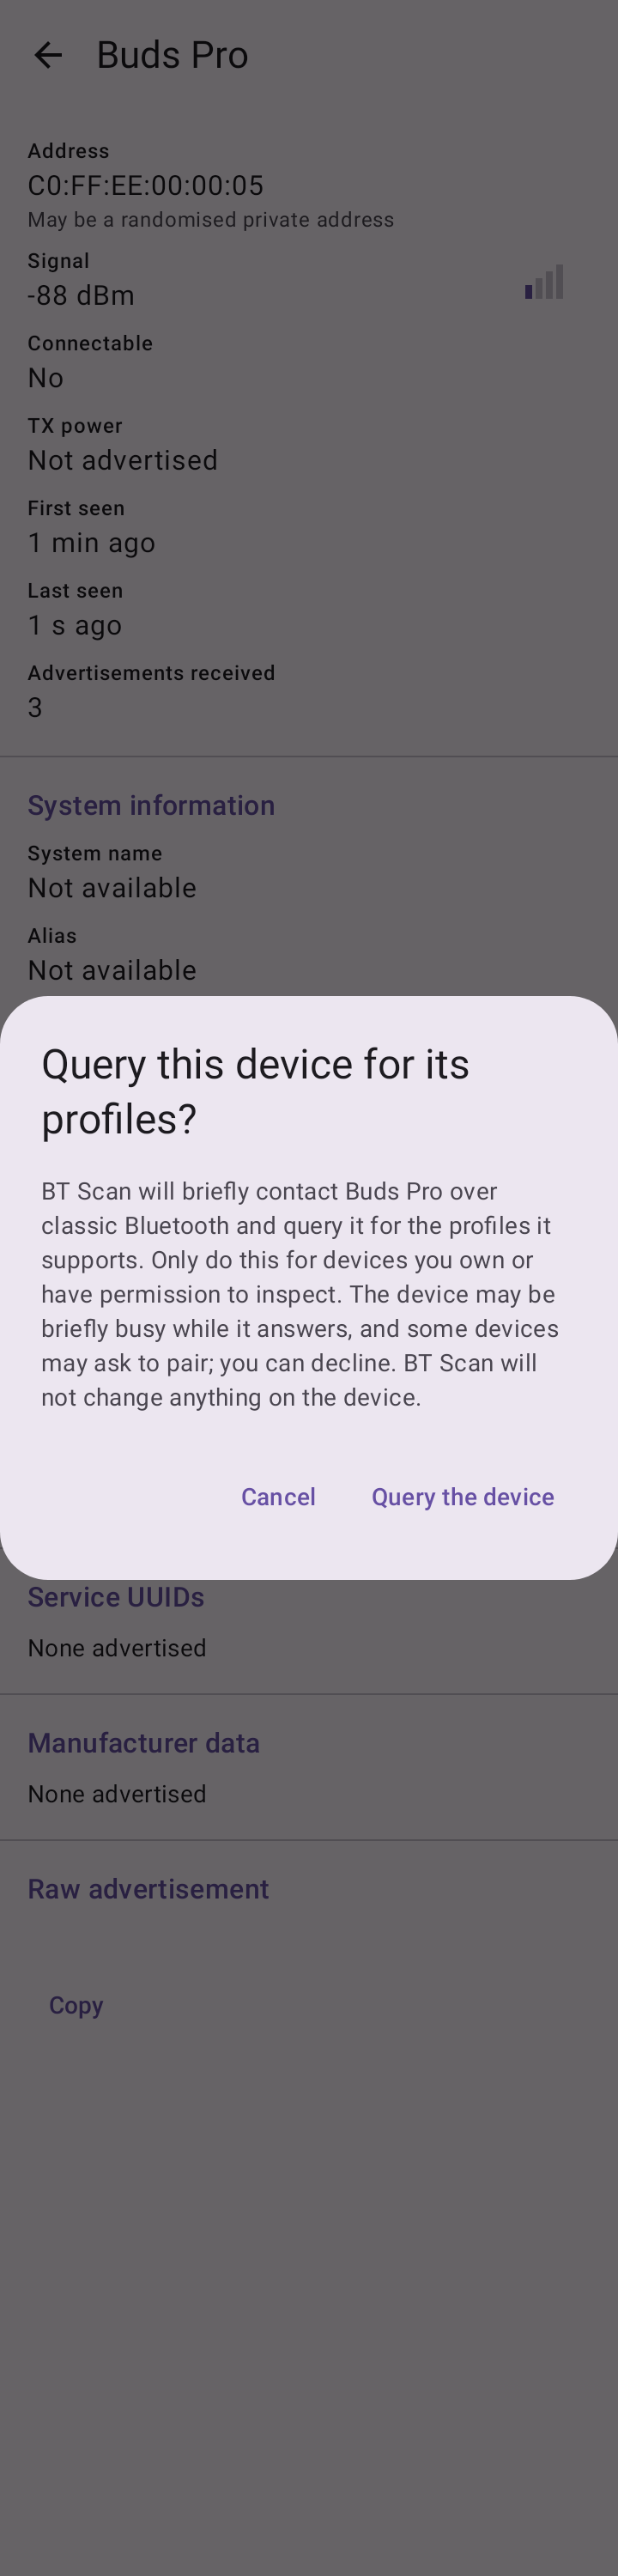 Buds Pro
Address
C0:FF:EE:00:00:05
May be a randomised private address
Signal
-88 dBm
Connectable
No
TX power
Not advertised
First seen
1 min ago
Last seen
1 s ago
Advertisements received
3
System information
System name
Not available
Alias
Not available
Query this device for its
profiles?
BT Scan will briefly contact Buds Pro over
classic Bluetooth and query it for the profiles it
supports. Only do this for devices you own or
have permission to inspect. The device may be
briefly busy while it answers, and some devices
may ask to pair; you can decline. BT Scan will
not change anything on the device.
Cancel Query the device
Service UUIDs
None advertised
Manufacturer data
None advertised
Raw advertisement
Copy